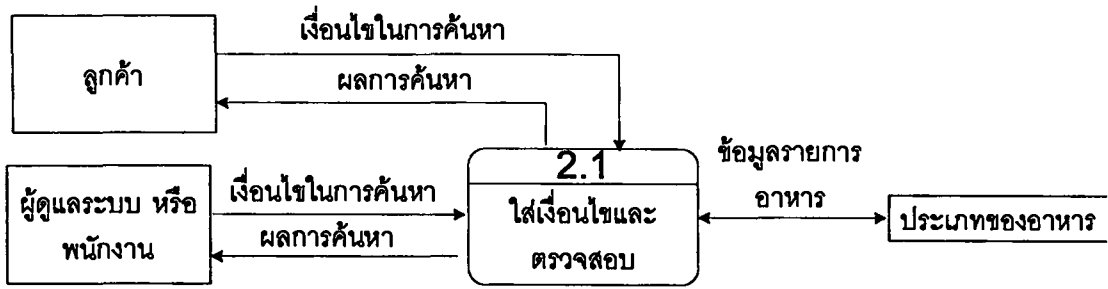 เงื่อนไขในการค้นหา
ลูกค้า
ผลการค้นหา
2.1
ใส่เงื่อนไขและ
ตรวจสอบ
ข้อมูลรายการ
อาหาร
ประเภทของอาหาร
ผู้ดูแลระบบ หรือ
พนักงาน
เงื่อนไขในการค้นหา
ผลการค้นหา